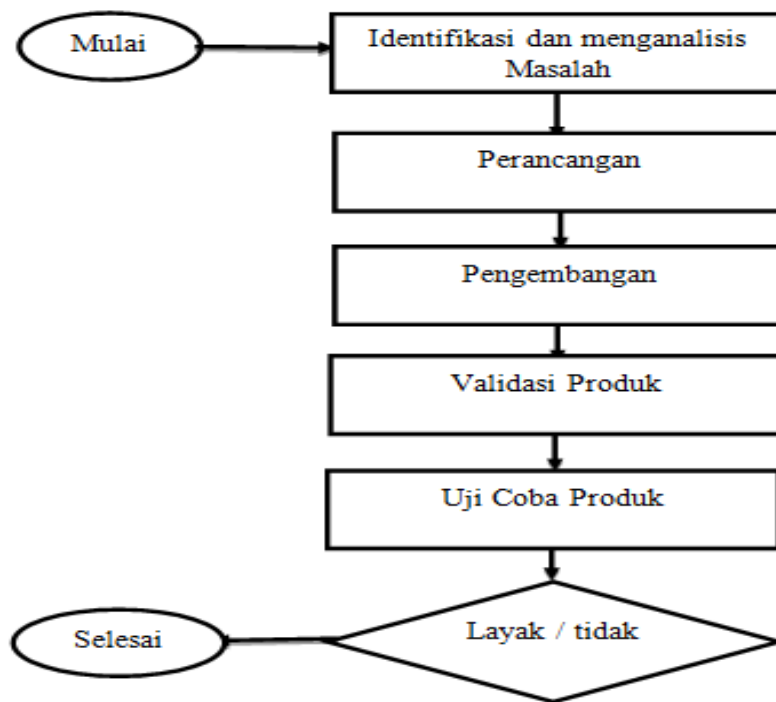 Mulai
Identifikasi dan menganalisis
Masalah
Perancangan
Pengembangan
Validasi Produk
Uji Coba Produk
Layak / tidak
Selesai